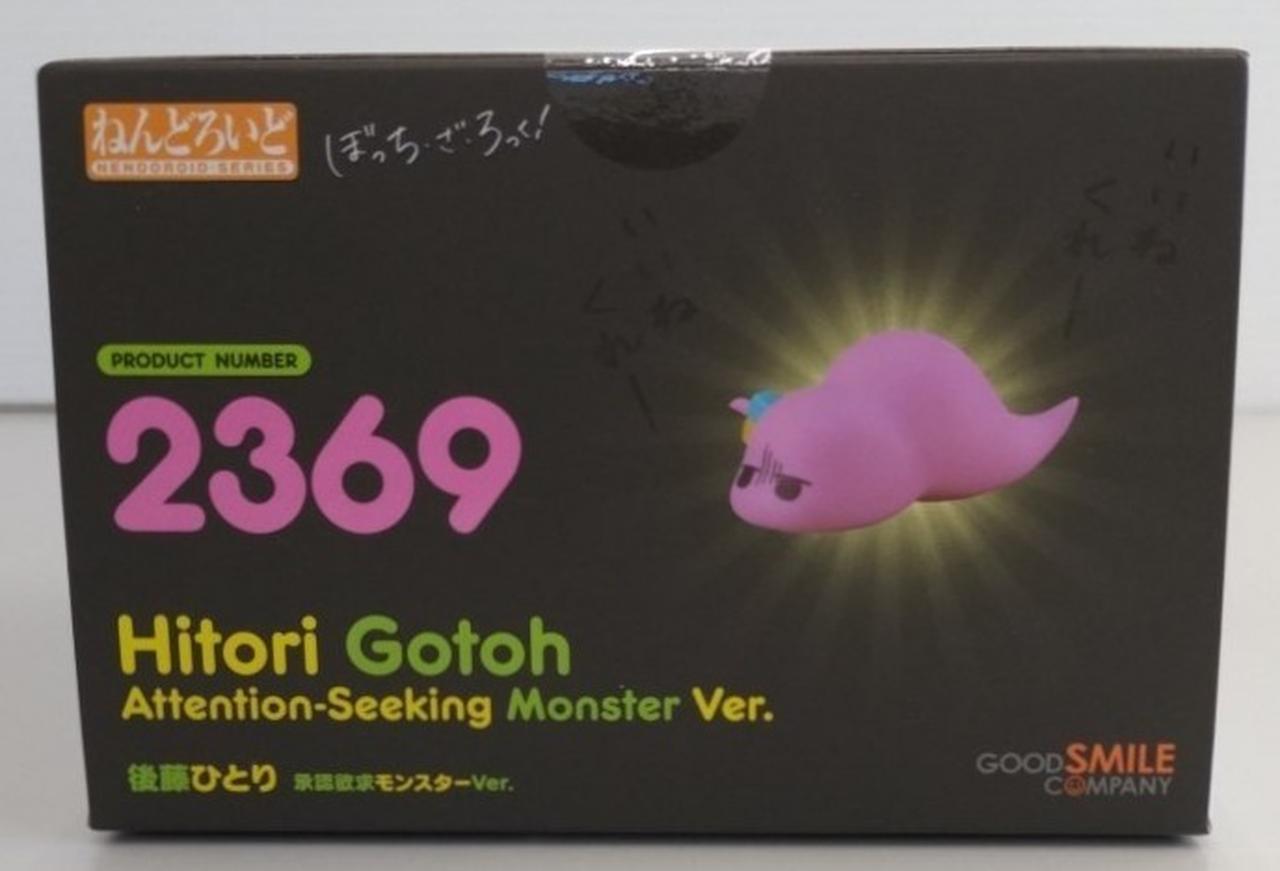 ねんどろいど
NENDOROID SERIES
ぼっち・ざ・ろっく!
いいね
くれー
いいね
くれー
PRODUCT NUMBER
2369
Hitori Gotoh
Attention-Seeking Monster Ver.
後藤ひとり 承認欲求モンスターVer.
GOOD SMILE
COMPANY